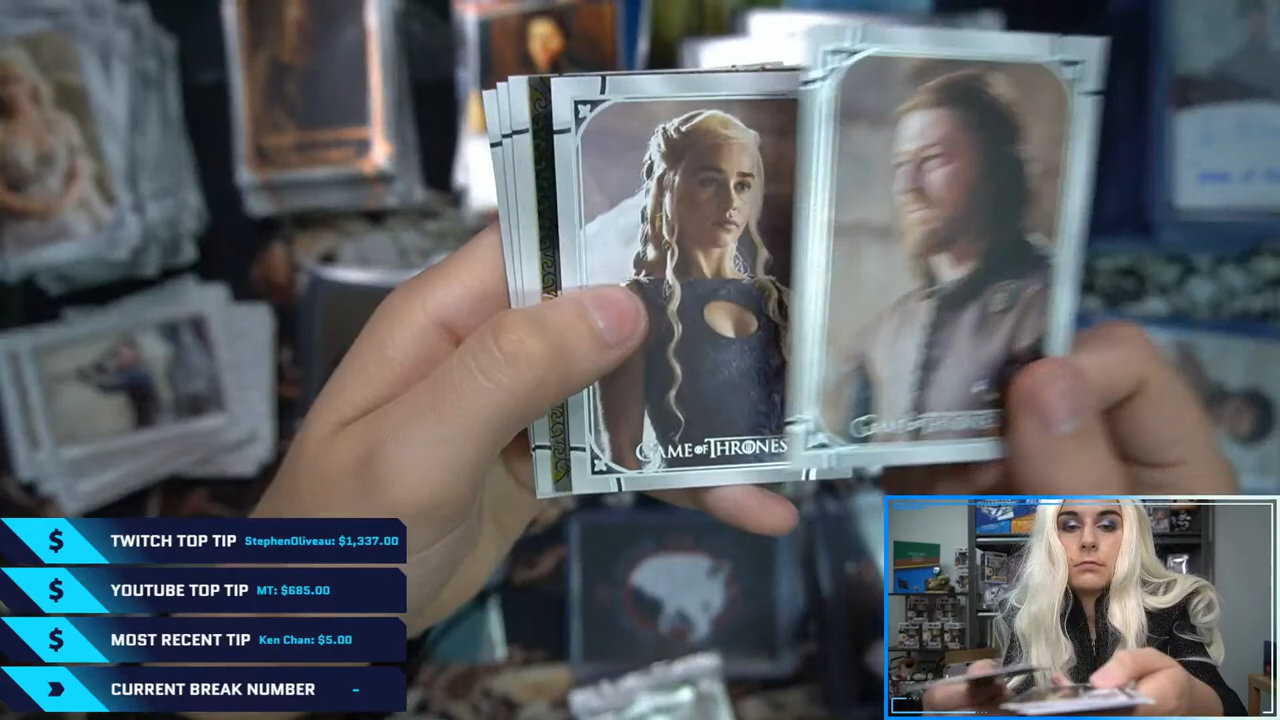 GAME OF THRONES
GAME OF THRONES
TWITCH TOP TIP StephenOliveau: $1,337.00
YOUTUBE TOP TIP MT: $685.00
MOST RECENT TIP Ken Chan: $5.00
CURRENT BREAK NUMBER -